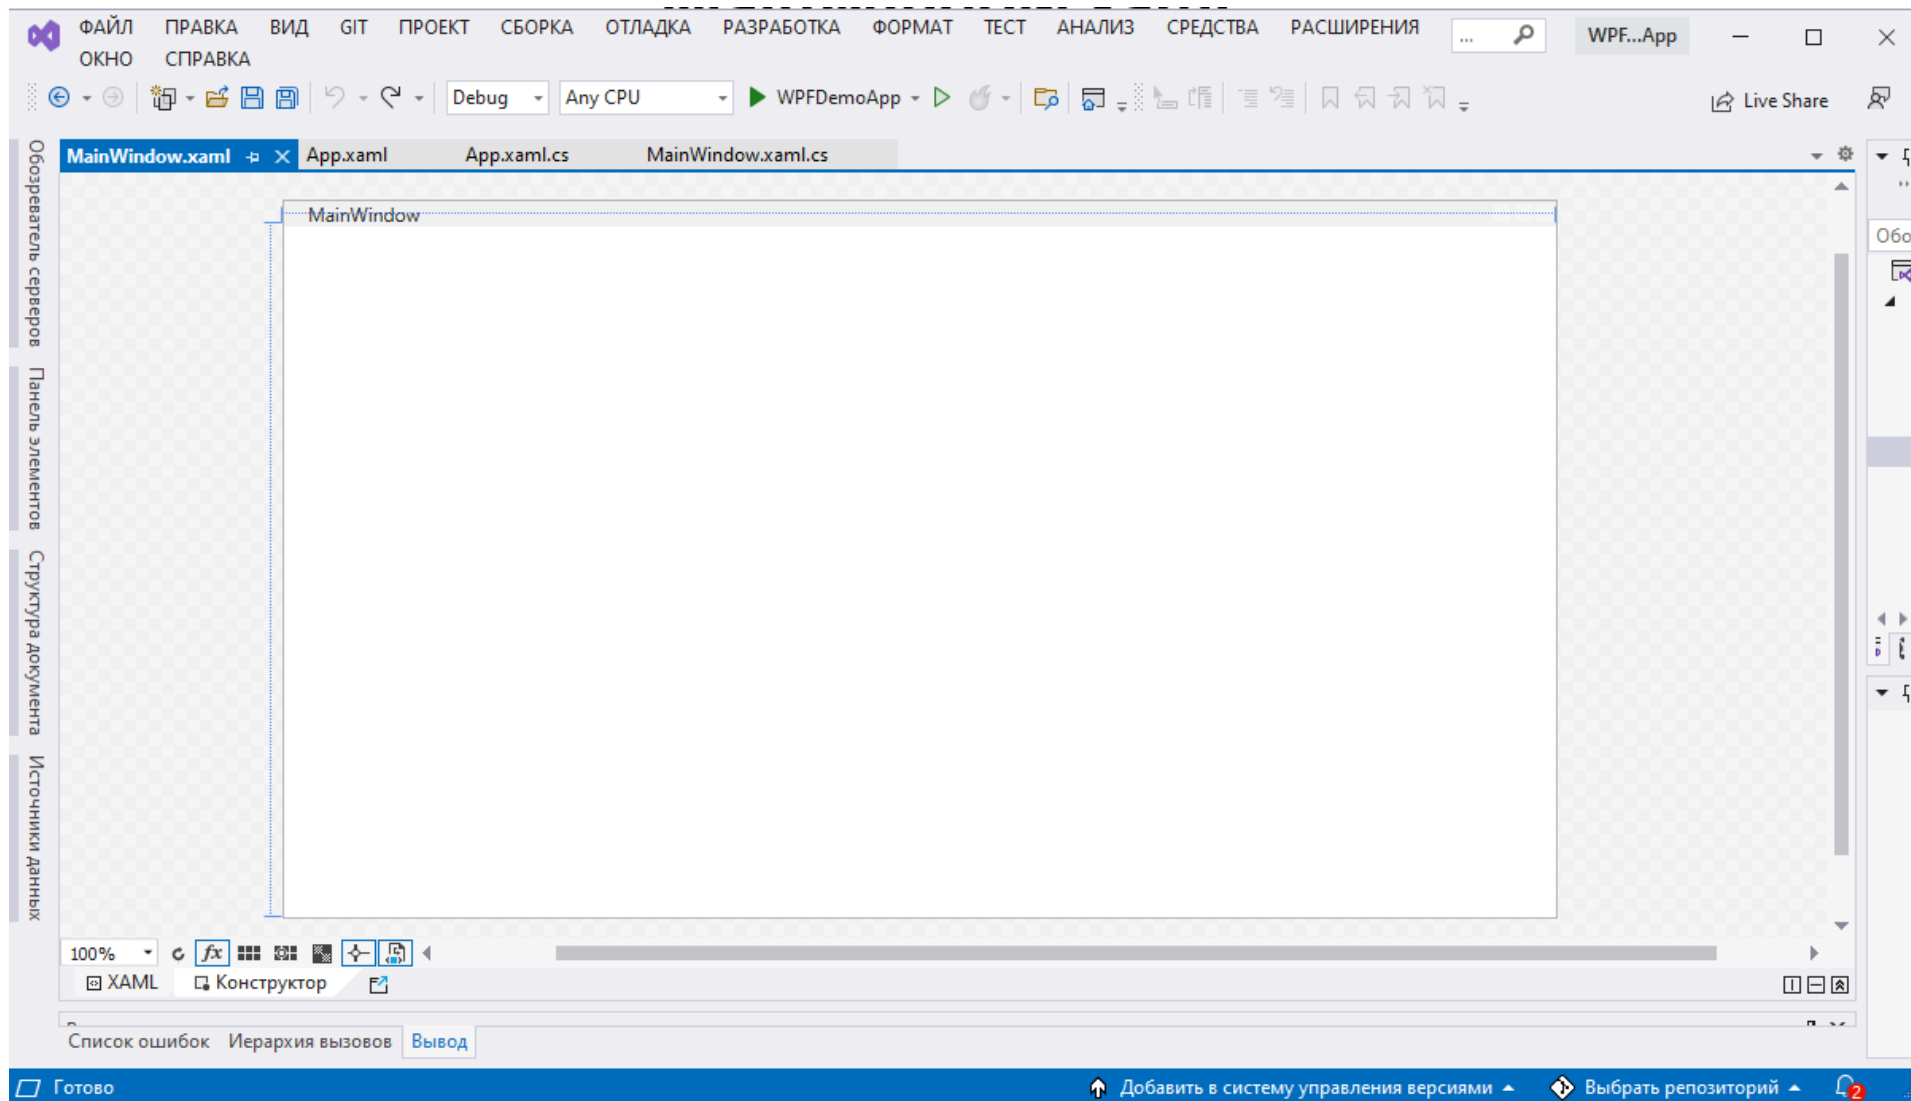 ФАЙЛ ПРАВКА ВИД GIT ПРОЕКТ СБОРКА ОТЛАДКА РАЗРАБОТКА ФОРМАТ ТЕСТ АНАЛИЗ СРЕДСТВА РАСШИРЕНИЯ ... WPF...App
ОКНО СПРАВКА
Debug Any CPU WPFDemoApp Live Share
MainWindow.xaml App.xaml App.xaml.cs MainWindow.xaml.cs
MainWindow
Обо
Обозреватель серверов
Панель элементов
Структура документа
Источники данных
100% fx
XAML Конструктор
Список ошибок Иерархия вызовов Вывод
Готово Добавить в систему управления версиями Выбрать репозиторий 2